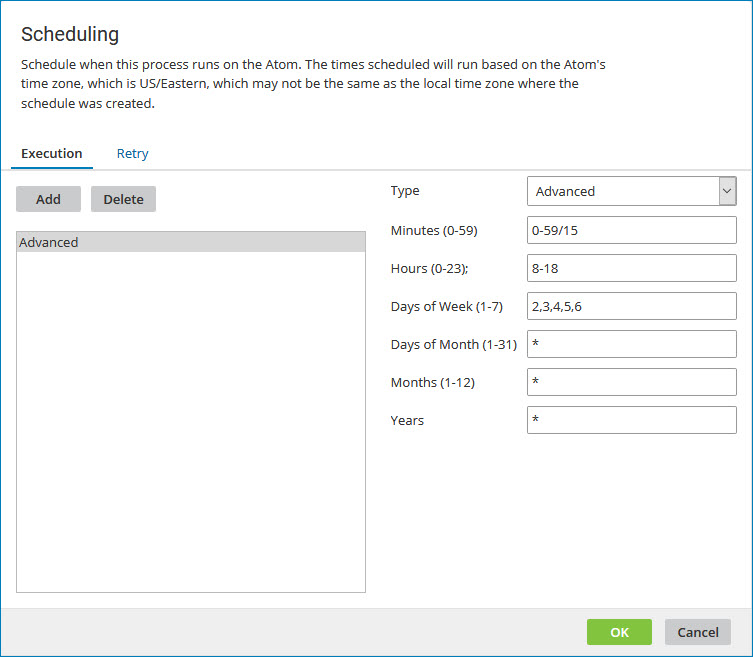 Scheduling
Schedule when this process runs on the Atom. The times scheduled will run based on the Atom's
time zone, which is US/Eastern, which may not be the same as the local time zone where the
schedule was created.
Execution Retry
Add Delete
Advanced
Type Advanced
Minutes (0-59) 0-59/15
Hours (0-23); 8-18
Days of Week (1-7) 2,3,4,5,6
Days of Month (1-31) *
Months (1-12) *
Years *
OK Cancel